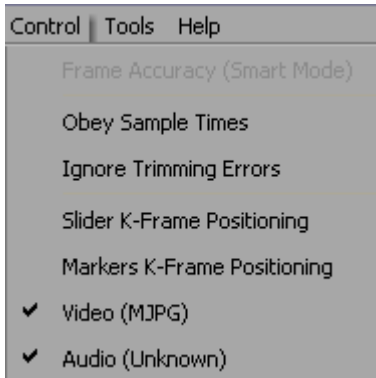 Control Tools Help
Frame Accuracy (Smart Mode)
Obey Sample Times
Ignore Trimming Errors
Slider K-Frame Positioning
Markers K-Frame Positioning
Video (MJPG)
Audio (Unknown)